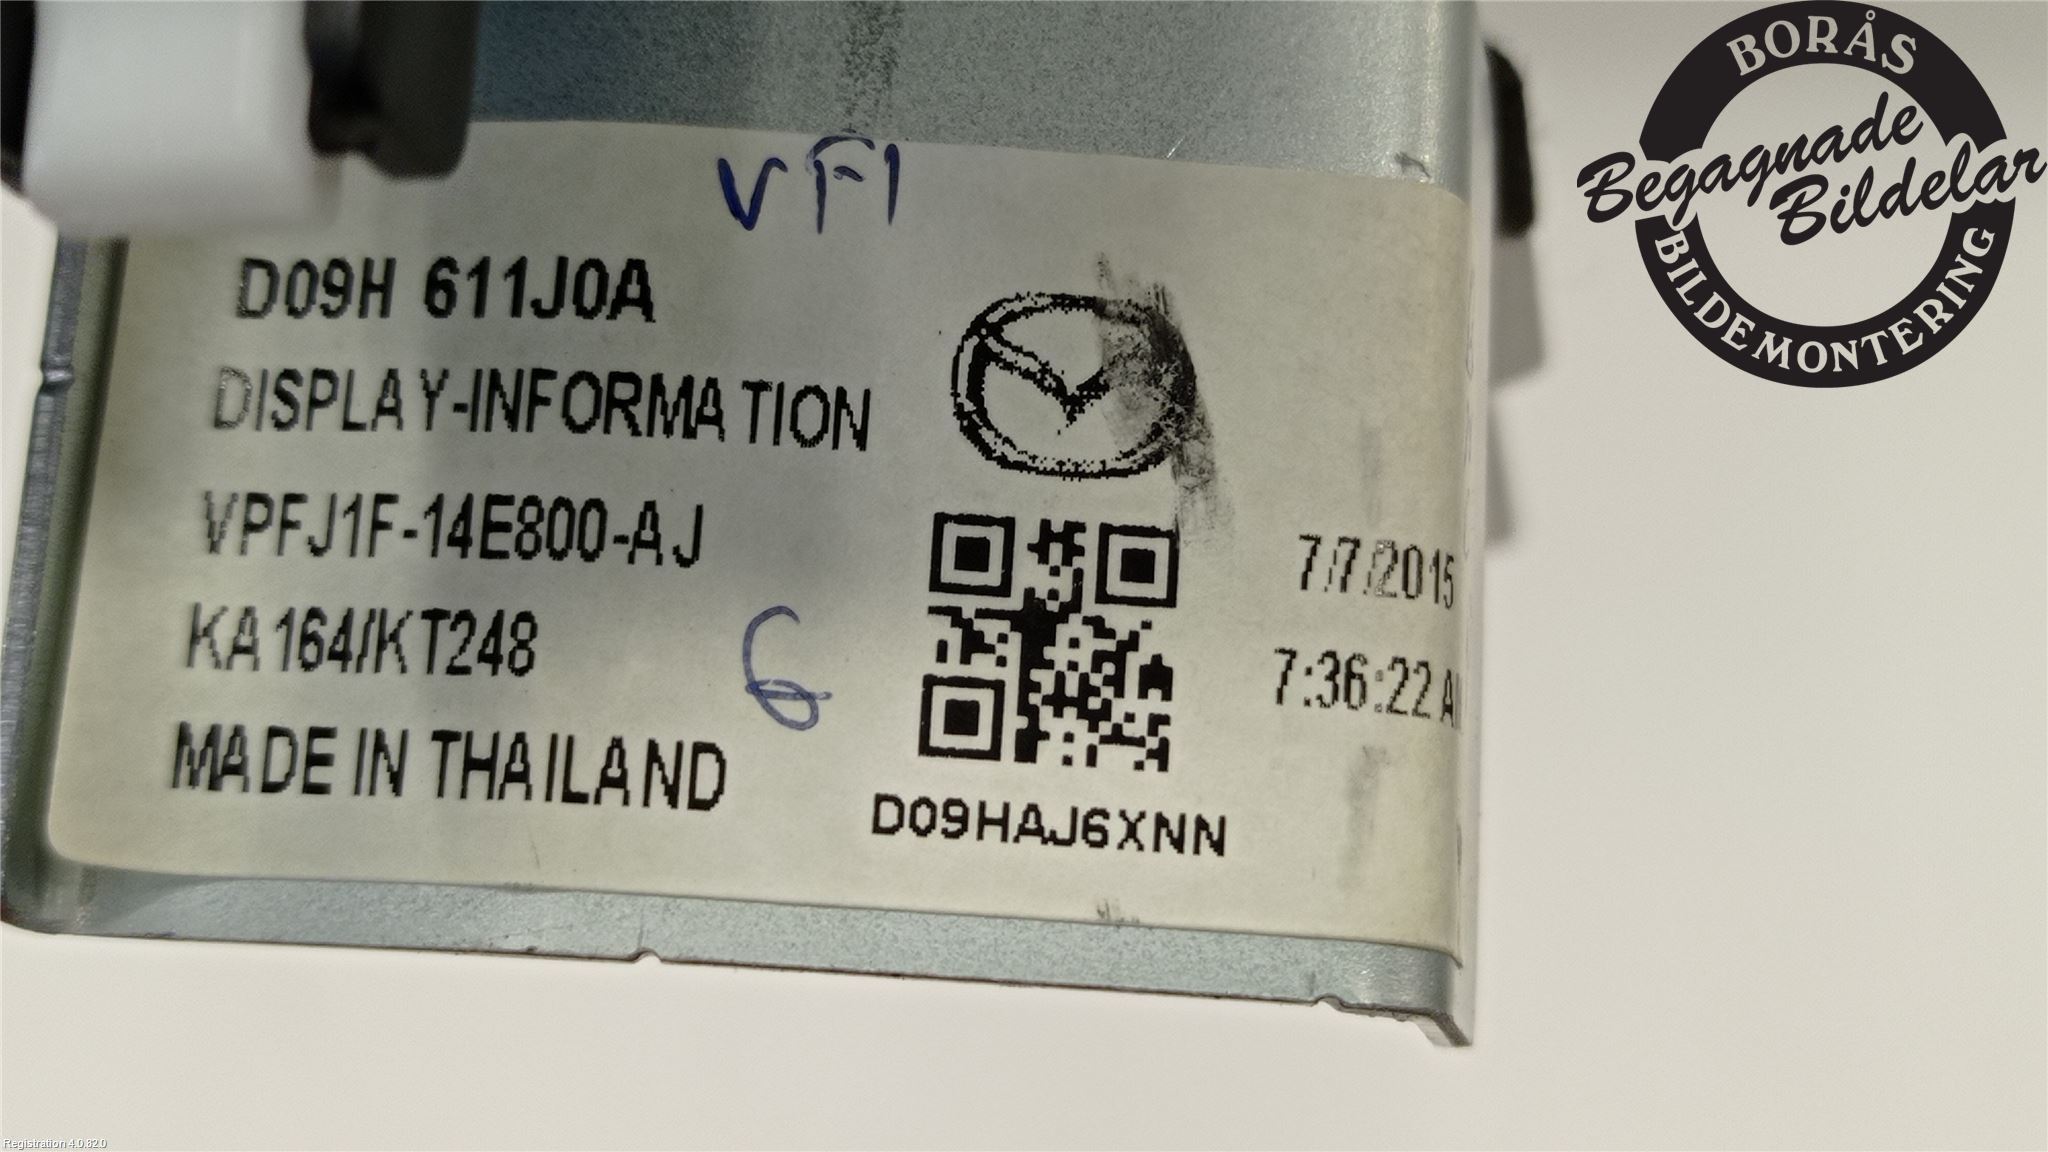 VF1
D09H 611J0A
DISPLAY-INFORMATION
VPFJ1F-14E800-AJ
KA164/KT248
6
MADE IN THAILAND
D09HAJ6XNN
7/7/2015
7:36:22 AM
BORÅS
Begagnade
Bildelar
BILDEMONTERING
Registration 4.0.82.0